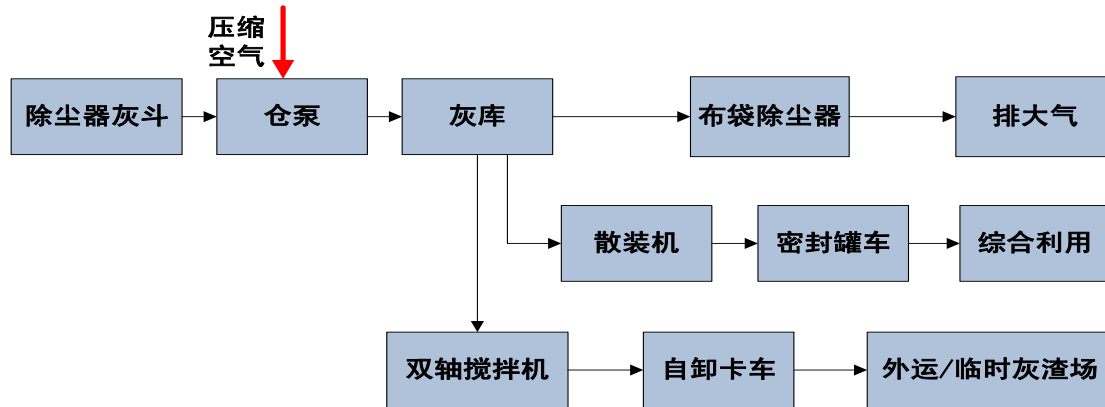 压缩
空气
除尘器灰斗
仓泵
灰库
布袋除尘器
排大气
散装机
密封罐车
综合利用
双轴搅拌机
自卸卡车
外运/临时灰渣场